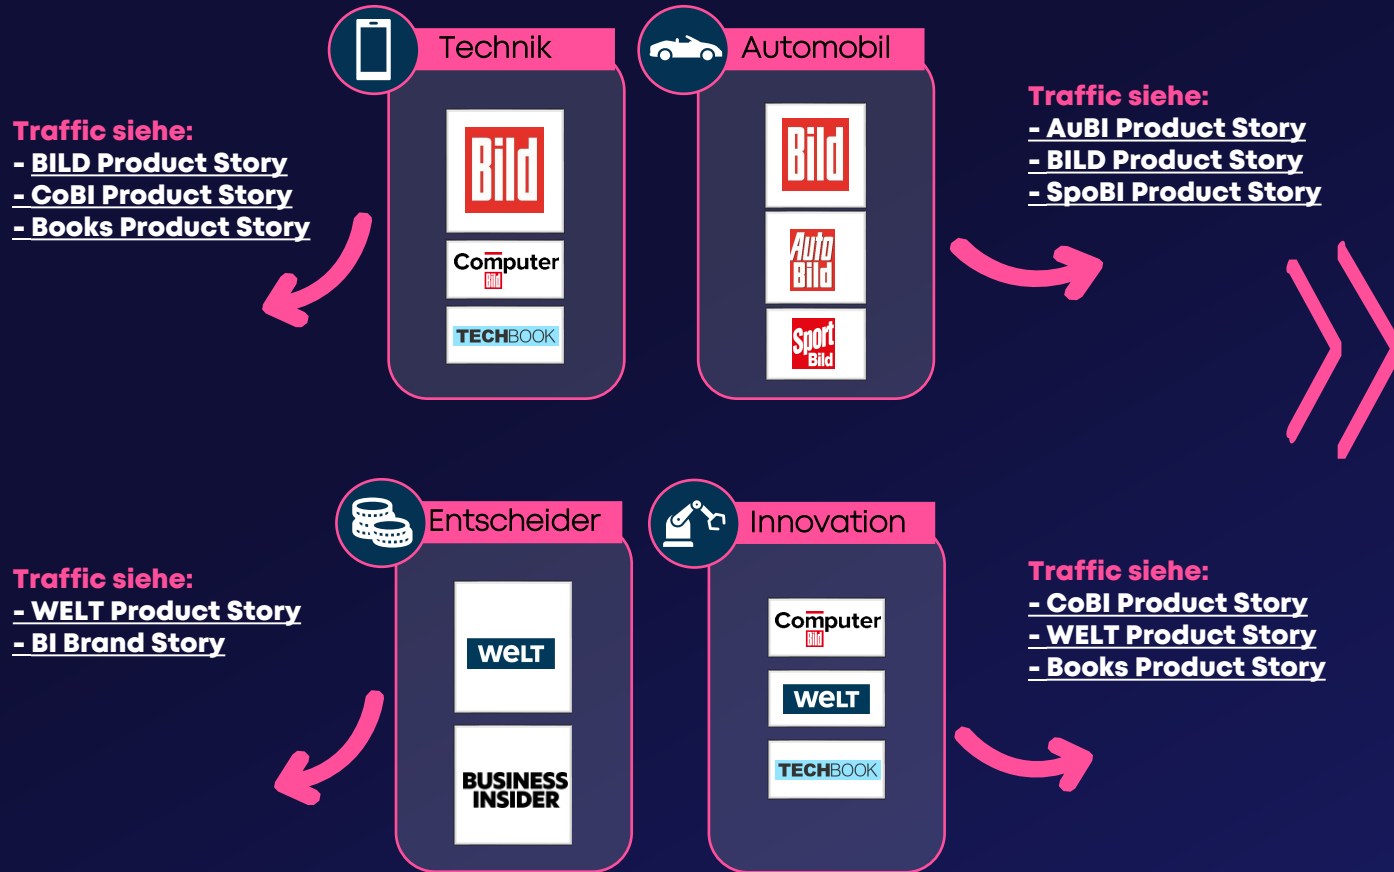 Technik
Automobil
Traffic siehe:
- BILD Product Story
- CoBI Product Story
- Books Product Story
Bild
Computer
Bild
TECHBOOK
Bild
Auto
Bild
Sport
Bild
Traffic siehe:
- AuBI Product Story
- BILD Product Story
- SpoBI Product Story
Entscheider
Innovation
Traffic siehe:
- WELT Product Story
- BI Brand Story
WELT
BUSINESS
INSIDER
Computer
Bild
WELT
TECHBOOK
Traffic siehe:
- CoBI Product Story
- WELT Product Story
- Books Product Story